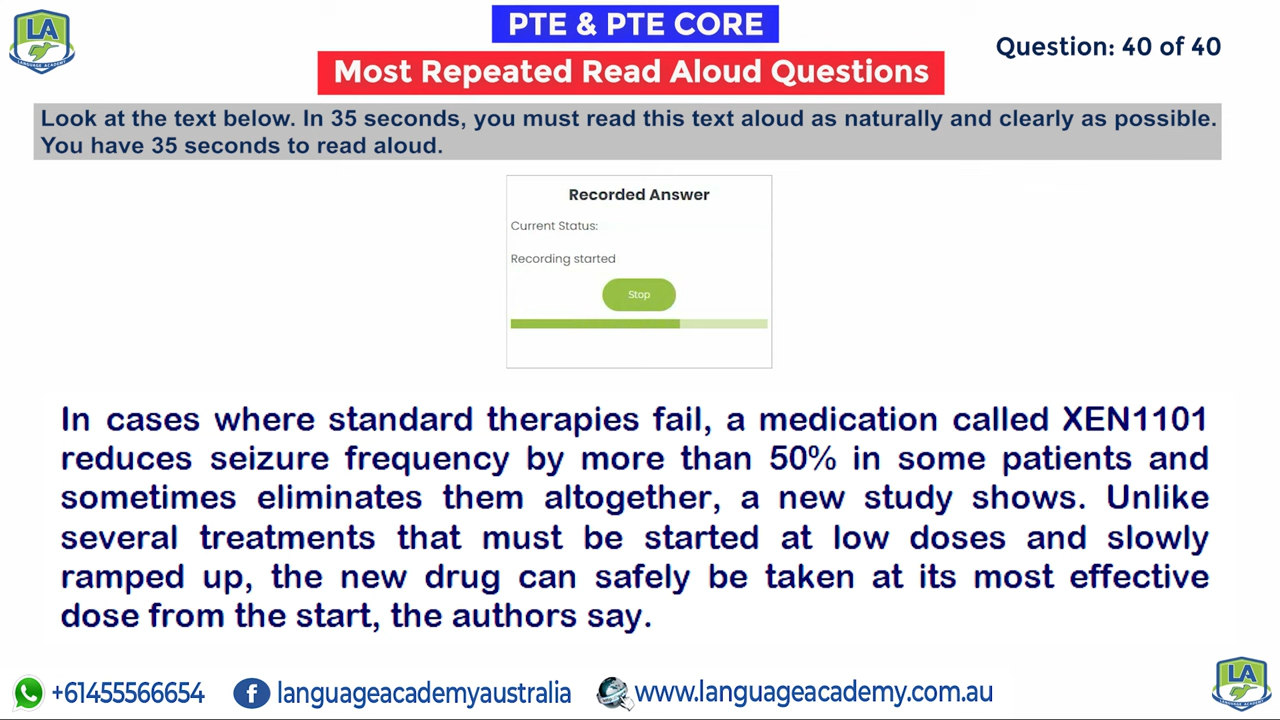 LA
LANGUAGE ACADEMY
PTE & PTE CORE
Most Repeated Read Aloud Questions
Question: 40 of 40
Look at the text below. In 35 seconds, you must read this text aloud as naturally and clearly as possible.
You have 35 seconds to read aloud.
Recorded Answer
Current Status:
Recording started
Stop
In cases where standard therapies fail, a medication called XEN1101
reduces seizure frequency by more than 50% in some patients and
sometimes eliminates them altogether, a new study shows. Unlike
several treatments that must be started at low doses and slowly
ramped up, the new drug can safely be taken at its most effective
dose from the start, the authors say.
+61455566654
languageacademyaustralia
www.languageacademy.com.au
LA
LANGUAGE ACADEMY